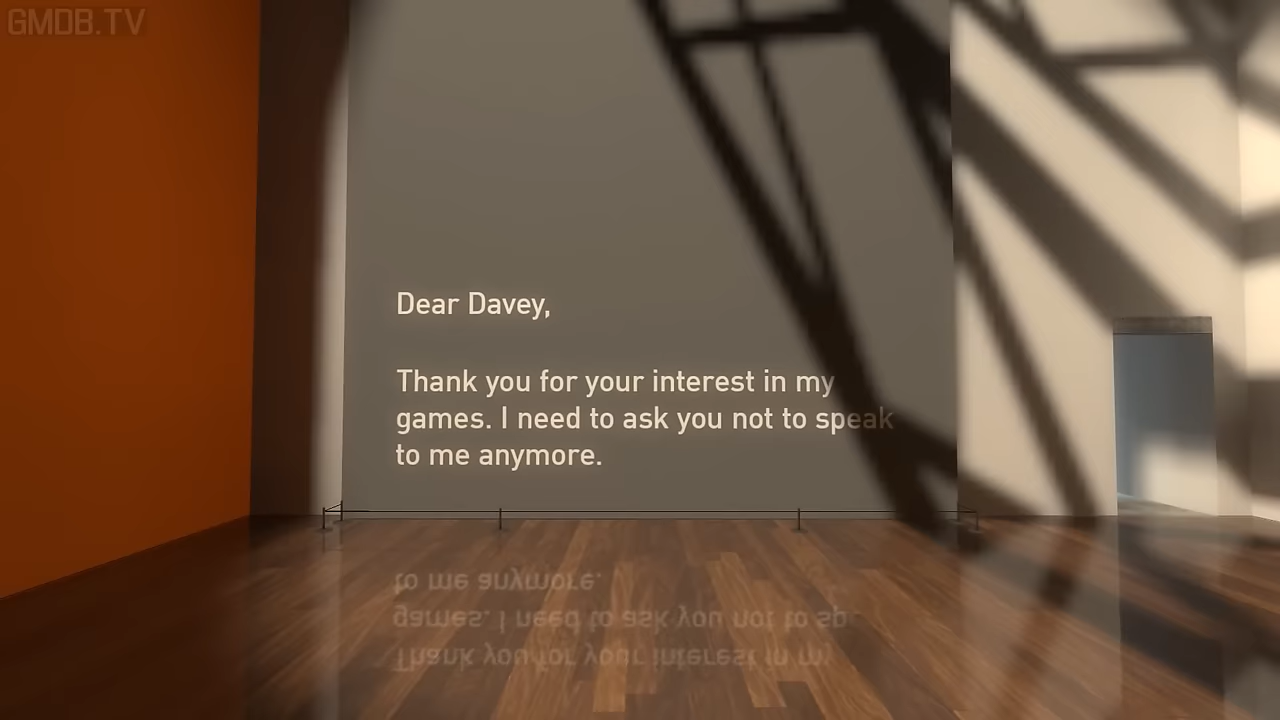 GMDB.TV
Dear Davey,
Thank you for your interest in my
games. I need to ask you not to speak
to me anymore.